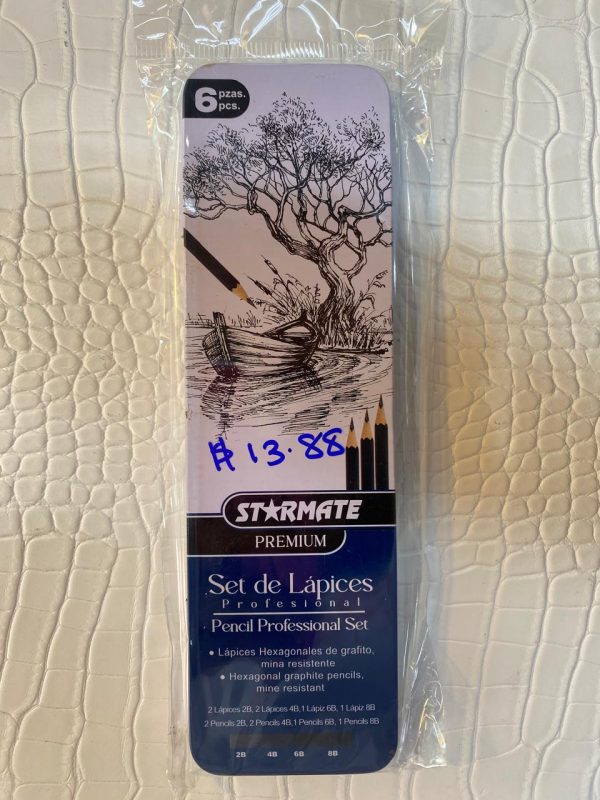 6 pzas.
pcs.
$ 13.88
STARMATE
PREMIUM
Set de Lápices
Profesional
Pencil Professional Set
• Lápices Hexagonales de grafito,
mina resistente
• Hexagonal graphite pencils,
mine resistant
2 Lápices 2B, 2 Lápices 4B,1 Lápiz 6B, 1 Lápiz 8B
2 Pencils 2B, 2 Pencils 4B,1 Pencils 6B, 1 Pencils 8B
2B 4B 6B 8B